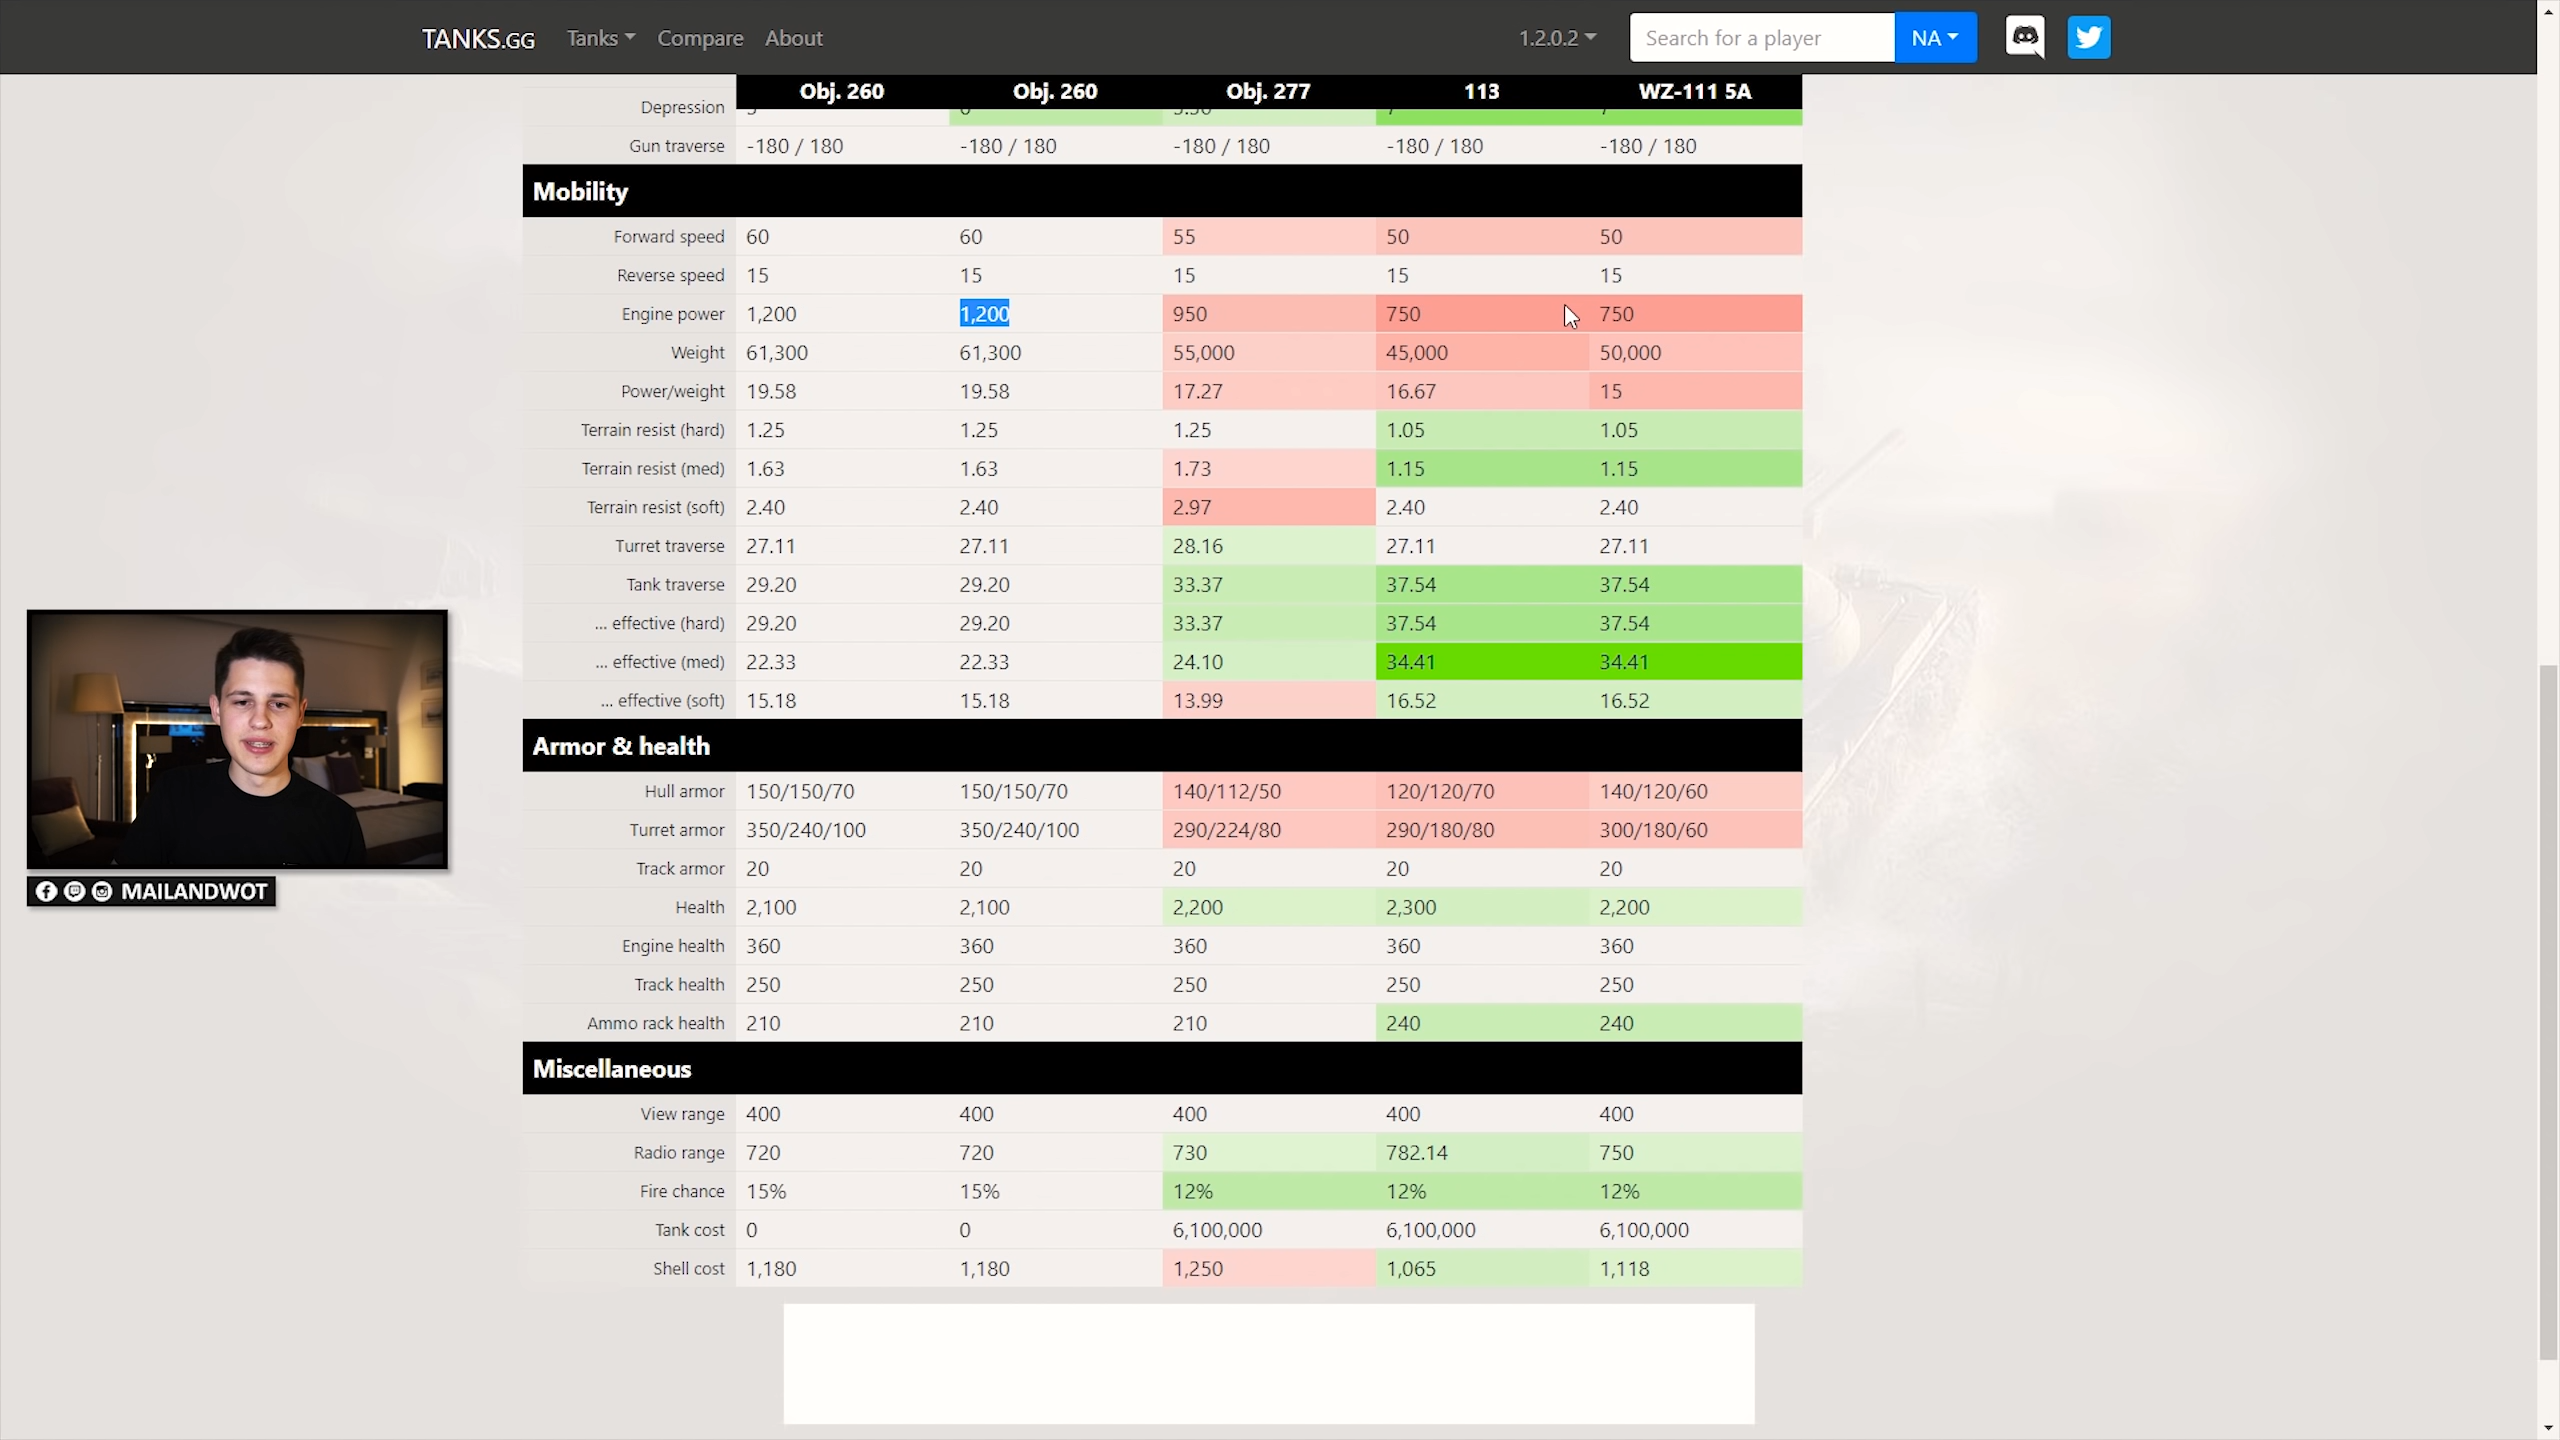 TANKS.GG Tanks Compare About 1.2.0.2 Search for a player NA
Obj. 260 Obj. 260 Obj. 277 113 WZ-111 5A
Depression
Gun traverse -180 / 180 -180 / 180 -180 / 180 -180 / 180 -180 / 180
Mobility
Forward speed 60 60 55 50 50
Reverse speed 15 15 15 15 15
Engine power 1,200 1,200 950 750 750
Weight 61,300 61,300 55,000 45,000 50,000
Power/weight 19.58 19.58 17.27 16.67 15
Terrain resist (hard) 1.25 1.25 1.25 1.05 1.05
Terrain resist (med) 1.63 1.63 1.73 1.15 1.15
Terrain resist (soft) 2.40 2.40 2.97 2.40 2.40
Turret traverse 27.11 27.11 28.16 27.11 27.11
Tank traverse 29.20 29.20 33.37 37.54 37.54
... effective (hard) 29.20 29.20 33.37 37.54 37.54
... effective (med) 22.33 22.33 24.10 34.41 34.41
... effective (soft) 15.18 15.18 13.99 16.52 16.52
Armor & health
Hull armor 150/150/70 150/150/70 140/112/50 120/120/70 140/120/60
Turret armor 350/240/100 350/240/100 290/224/80 290/180/80 300/180/60
Track armor 20 20 20 20 20
Health 2,100 2,100 2,200 2,300 2,200
Engine health 360 360 360 360 360
Track health 250 250 250 250 250
Ammo rack health 210 210 210 240 240
Miscellaneous
View range 400 400 400 400 400
Radio range 720 720 730 782.14 750
Fire chance 15% 15% 12% 12% 12%
Tank cost 0 0 6,100,000 6,100,000 6,100,000
Shell cost 1,180 1,180 1,250 1,065 1,118
MAILANDWOT